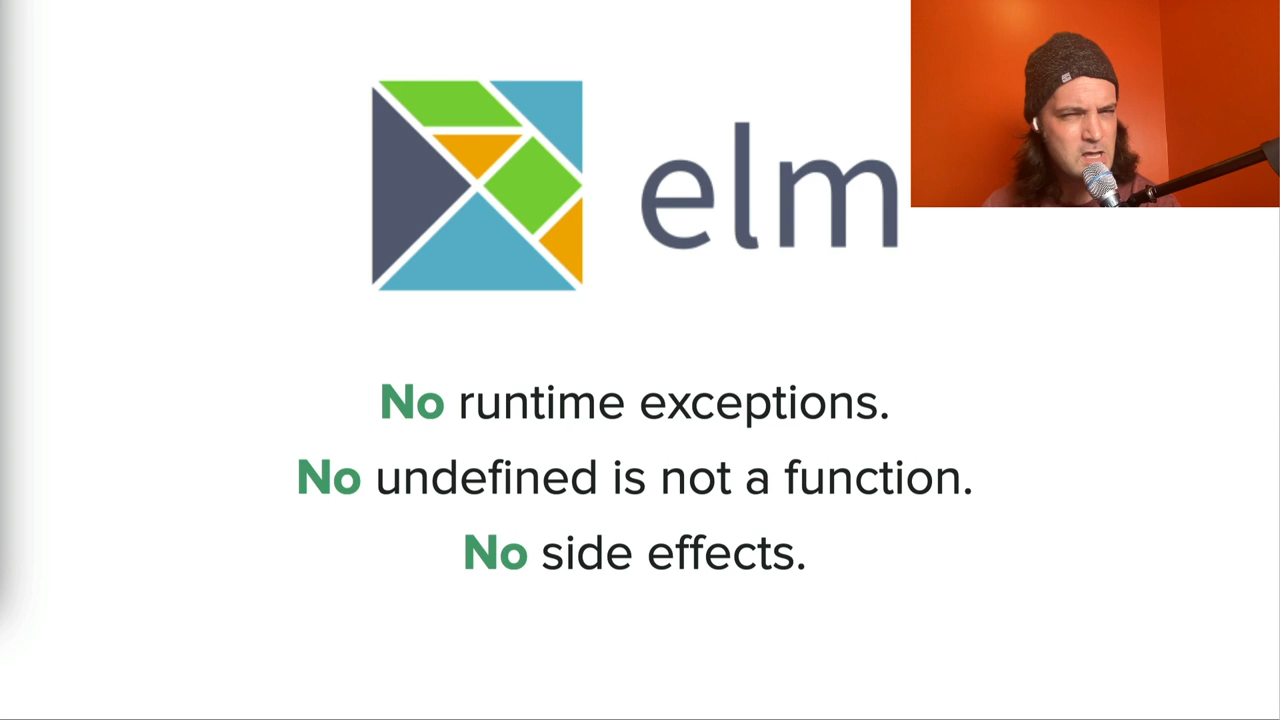 elm
No runtime exceptions.
No undefined is not a function.
No side effects.